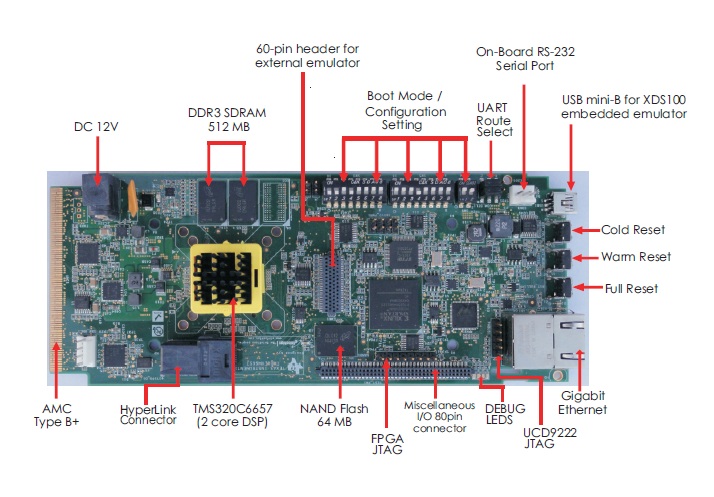 60-pin header for
external emulator
On-Board RS-232
Serial Port
Boot Mode /
Configuration
Setting
DDR3 SDRAM
512 MB
UART
Route
Select
USB mini-B for XDS100
embedded emulator
DC 12V
Cold Reset
Warm Reset
Full Reset
AMC
Type B+
HyperLink
Connector
TMS320C6657
(2 core DSP)
NAND Flash
64 MB
FPGA
JTAG
Miscellaneous
I/O 80pin
connector
DEBUG
LEDS
UCD9222
JTAG
Gigabit
Ethernet